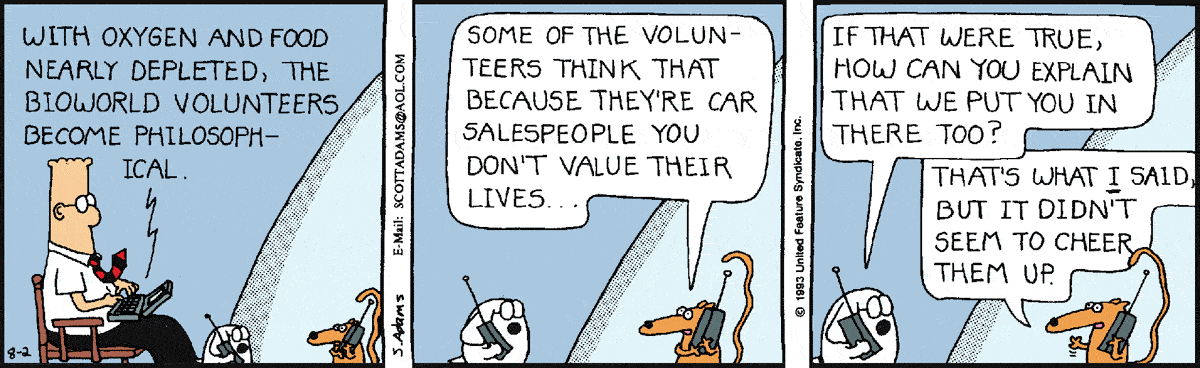 WITH OXYGEN AND FOOD
NEARLY DEPLETED, THE
BIOWORLD VOLUNTEERS
BECOME PHILOSOPH-
ICAL.
8-2
S. Adams
E-Mail: SCOTTADAMS@AOL.COM
SOME OF THE VOLUN-
TEERS THINK THAT
BECAUSE THEY'RE CAR
SALESPEOPLE YOU
DON'T VALUE THEIR
LIVES...
© 1993 United Feature Syndicate, Inc.
IF THAT WERE TRUE,
HOW CAN YOU EXPLAIN
THAT WE PUT YOU IN
THERE TOO?
THAT'S WHAT I SAID,
BUT IT DIDN'T
SEEM TO CHEER
THEM UP.